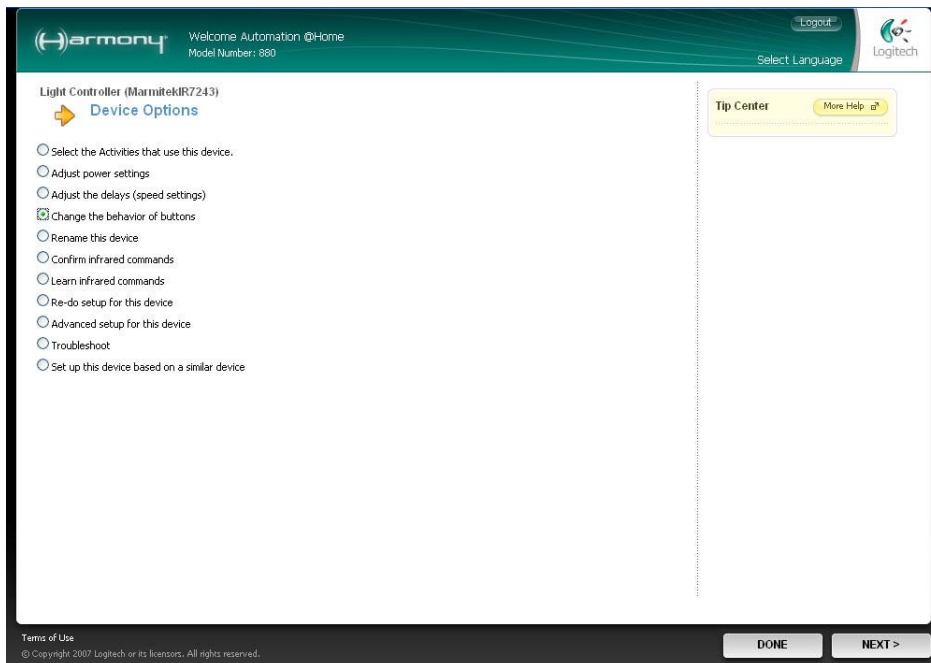 Harmony
Welcome Automation @Home
Model Number: 880
Logout
Select Language
Logitech
Light Controller (MarmitekIR7243)
Device Options
Select the Activities that use this device.
Adjust power settings
Adjust the delays (speed settings)
Change the behavior of buttons
Rename this device
Confirm infrared commands
Learn infrared commands
Re-do setup for this device
Advanced setup for this device
Troubleshoot
Set up this device based on a similar device
Tip Center
More Help
Terms of Use
© Copyright 2007 Logitech or its licensors. All rights reserved.
DONE
NEXT >